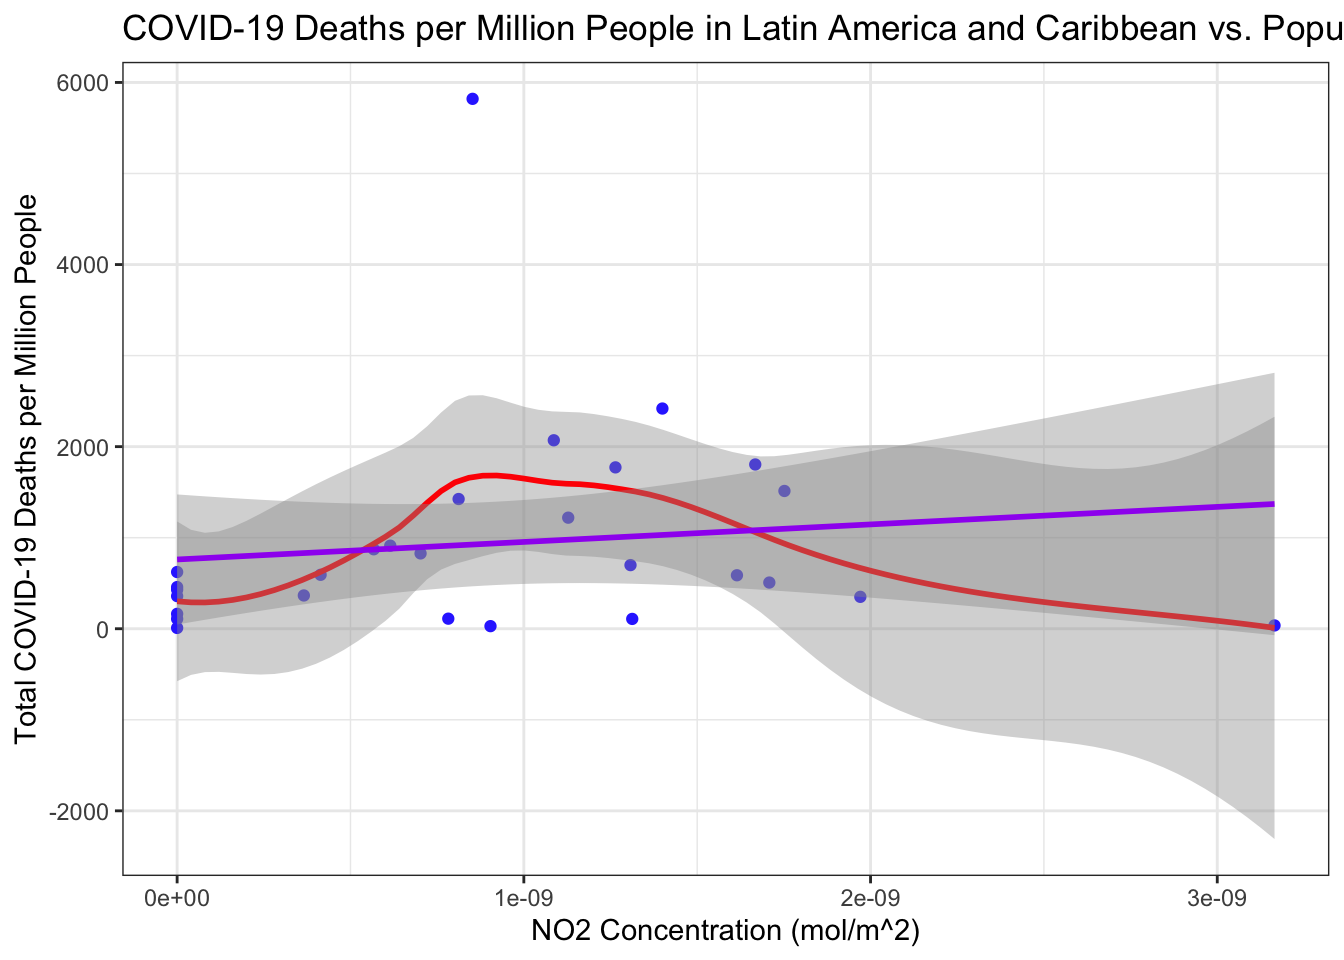 COVID-19 Deaths per Million People in Latin America and Caribbean vs. Popu
6000
4000
2000
0
-2000
Total COVID-19 Deaths per Million People
0e+00 1e-09 2e-09 3e-09
NO2 Concentration (mol/m^2)